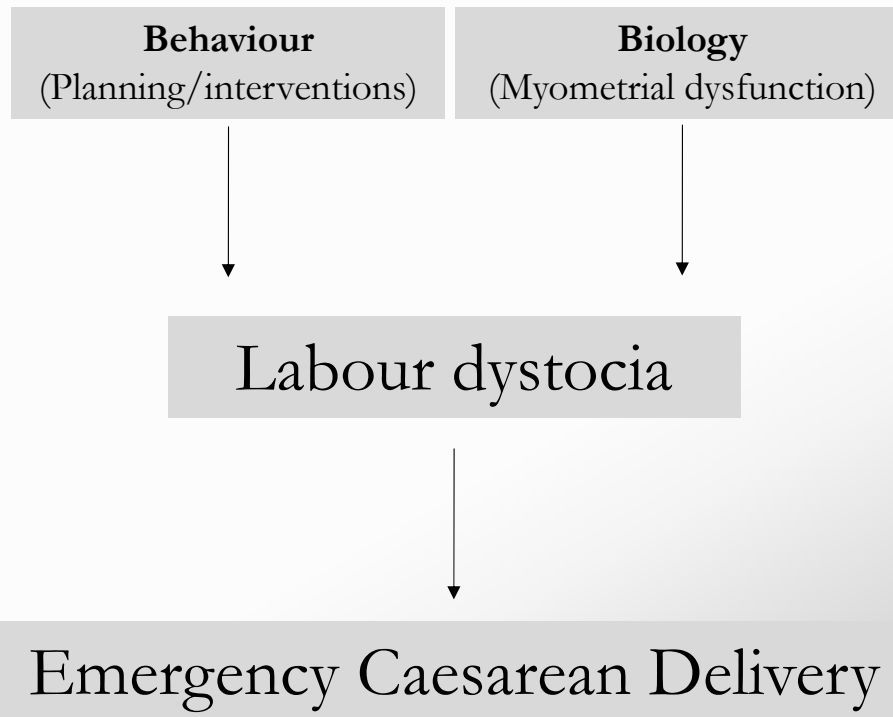 Behaviour
(Planning/interventions)
Biology
(Myometrial dysfunction)
Labour dystocia
Emergency Caesarean Delivery